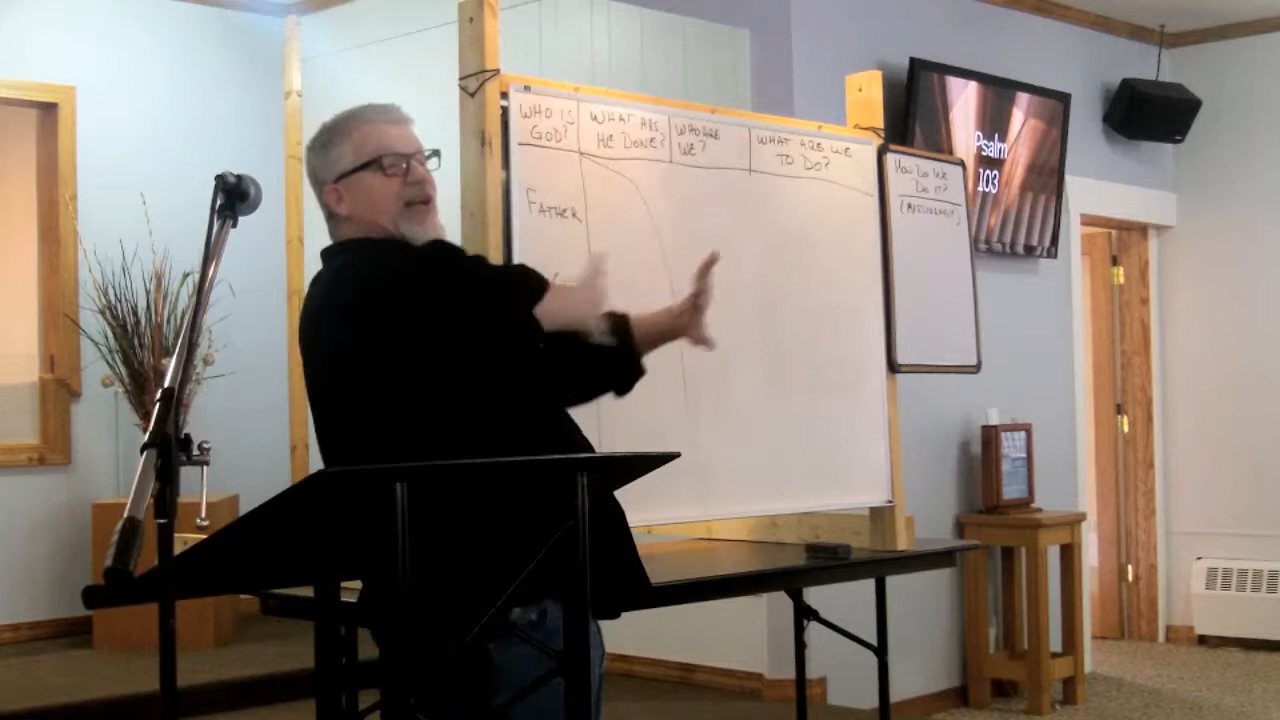 WHO IS
GOD?
WHAT HAS
HE DONE?
WHO ARE
WE?
WHAT ARE WE
TO DO?
FATHER
HOW DO WE
DO IT?
Psalm
103